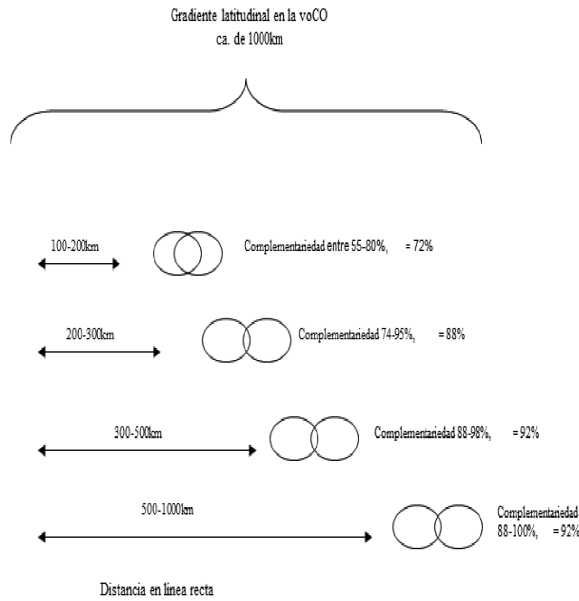 Gradiente latitudinal en la voCO
ca. de 1000km
100-200km
Complementariedad entre 55-80%, = 72%
200-300km
Complementariedad 74-95%, = 88%
300-500km
Complementariedad 88-98%, = 92%
500-1000km
Complementariedad
88-100%, = 92%
Distancia en línea recta